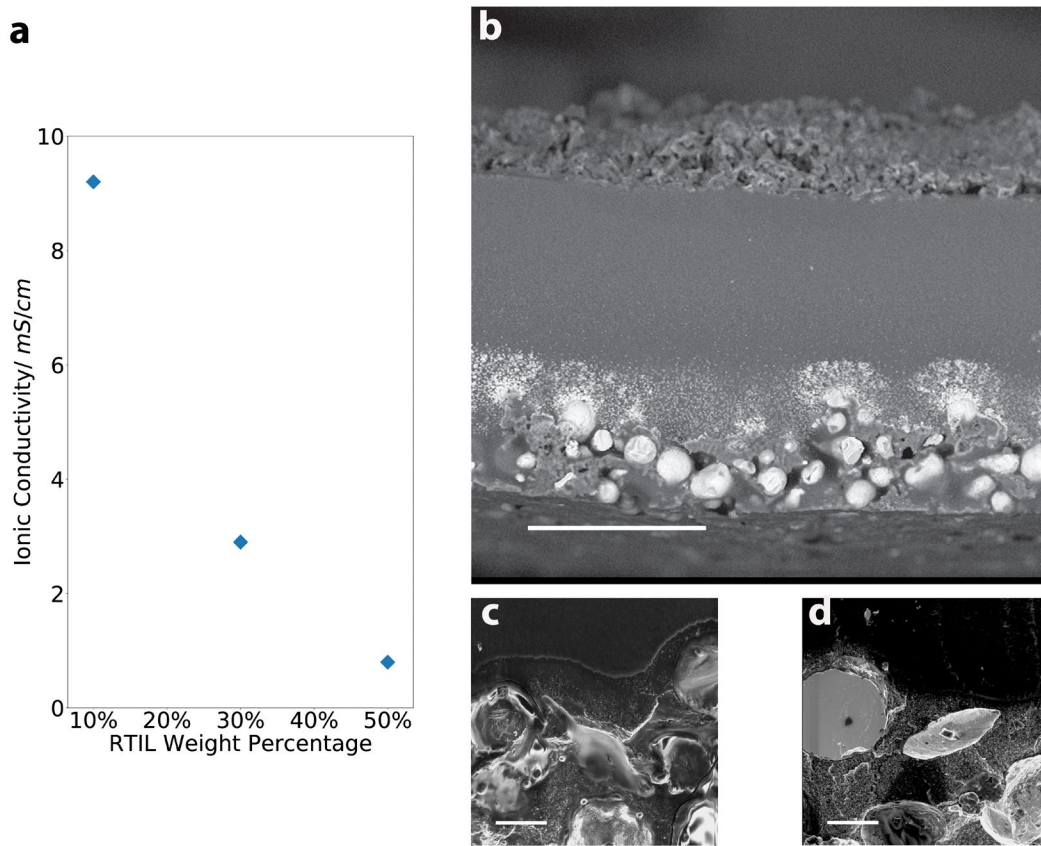 a
b
10
8
6
4
2
0
Ionic Conductivity/ mS/cm
10% 20% 30% 40% 50%
RTIL Weight Percentage
c
d